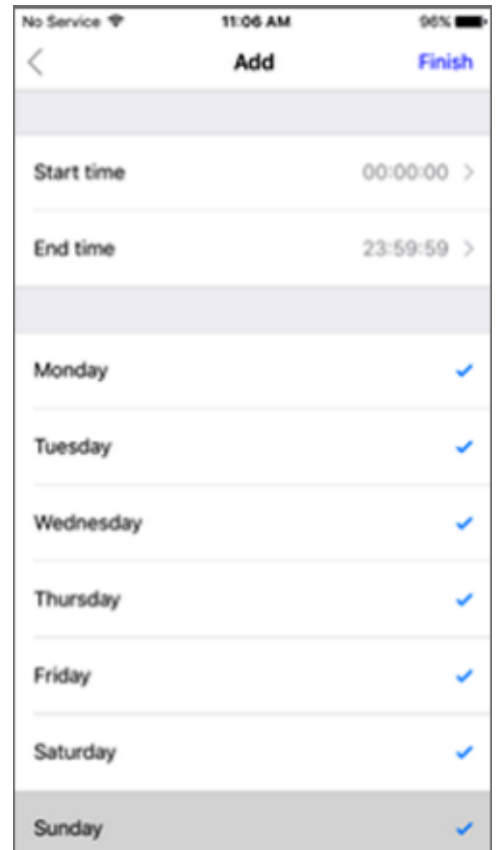 No Service 11:06 AM 96%
Add Finish
Start time 00:00:00
End time 23:59:59
Monday
Tuesday
Wednesday
Thursday
Friday
Saturday
Sunday